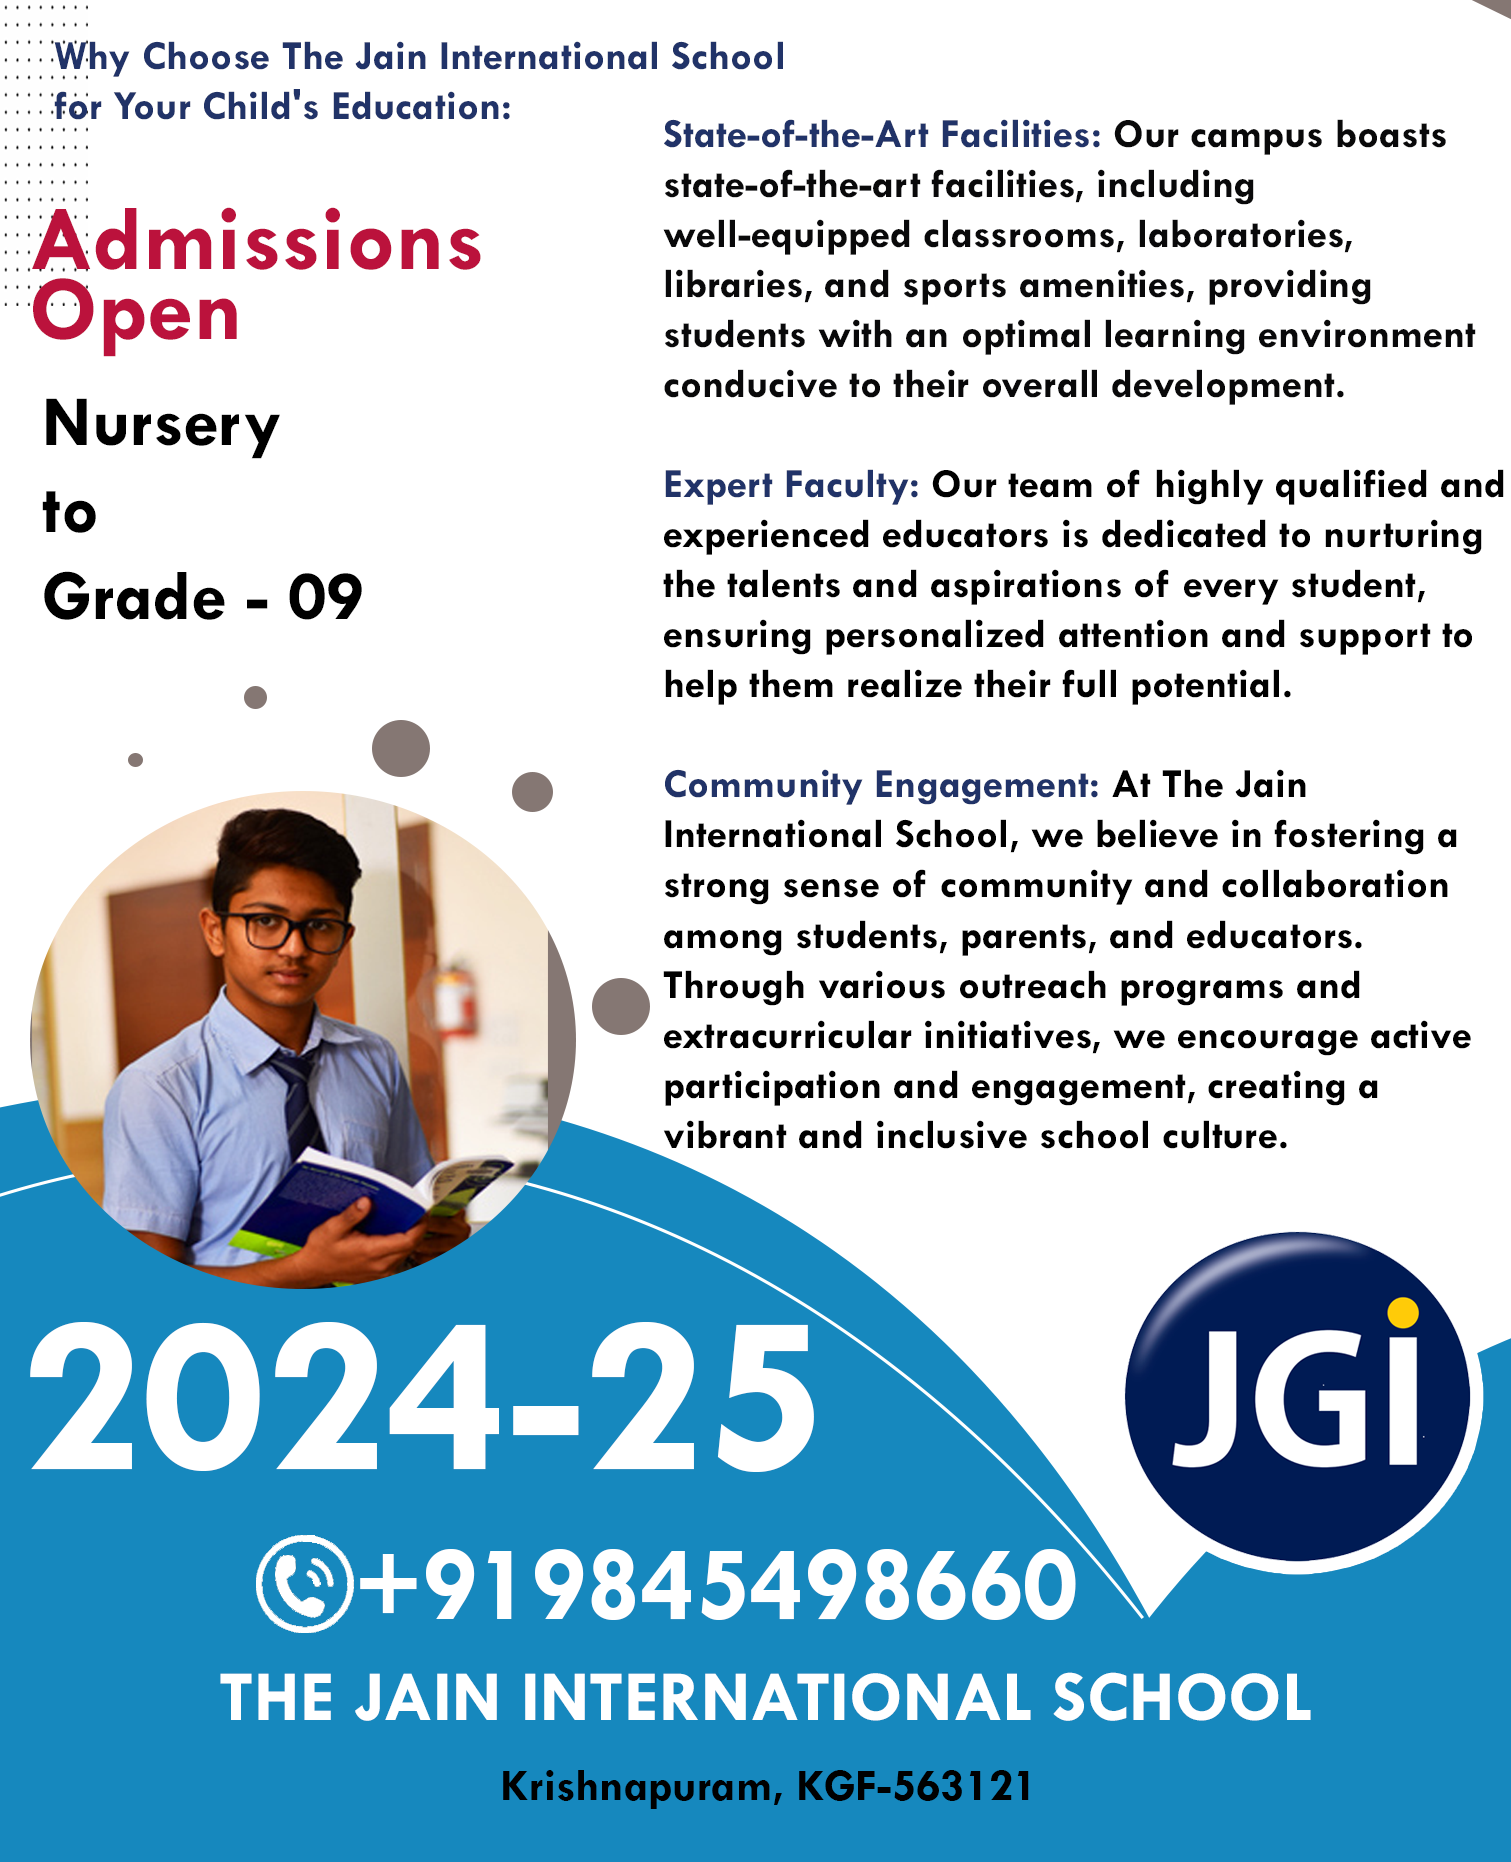 Why Choose The Jain International School
for Your Child's Education:
Admissions
Open
Nursery
to
Grade - 09
State-of-the-Art Facilities: Our campus boasts
state-of-the-art facilities, including
well-equipped classrooms, laboratories,
libraries, and sports amenities, providing
students with an optimal learning environment
conducive to their overall development.
Expert Faculty: Our team of highly qualified and
experienced educators is dedicated to nurturing
the talents and aspirations of every student,
ensuring personalized attention and support to
help them realize their full potential.
Community Engagement: At The Jain
International School, we believe in fostering a
strong sense of community and collaboration
among students, parents, and educators.
Through various outreach programs and
extracurricular initiatives, we encourage active
participation and engagement, creating a
vibrant and inclusive school culture.
2024-25
JGi
+919845498660
THE JAIN INTERNATIONAL SCHOOL
Krishnapuram, KGF-563121